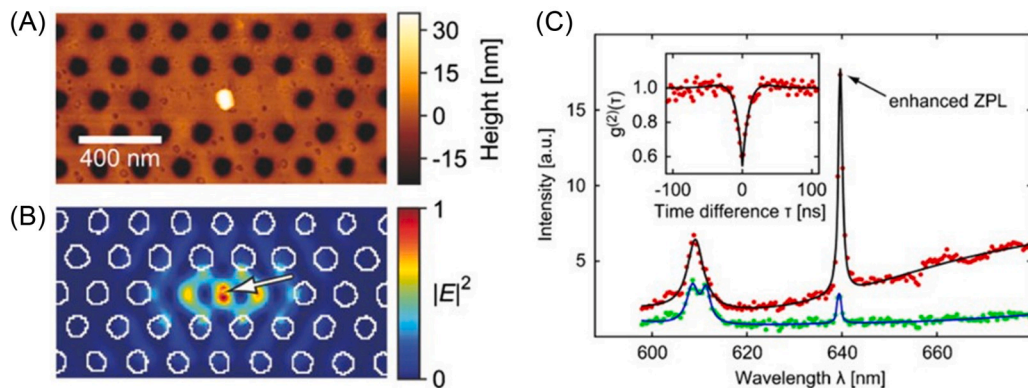 (A)
400 nm
30
15
0
-15
Height [nm]
(B)
1
|E|²
0
(C)
15
10
5
Intensity [a.u.]
600
620
640
660
Wavelength λ [nm]
enhanced ZPL
1.0
0.8
0.6
g⁽²⁾(τ)
-100
0
100
Time difference τ [ns]